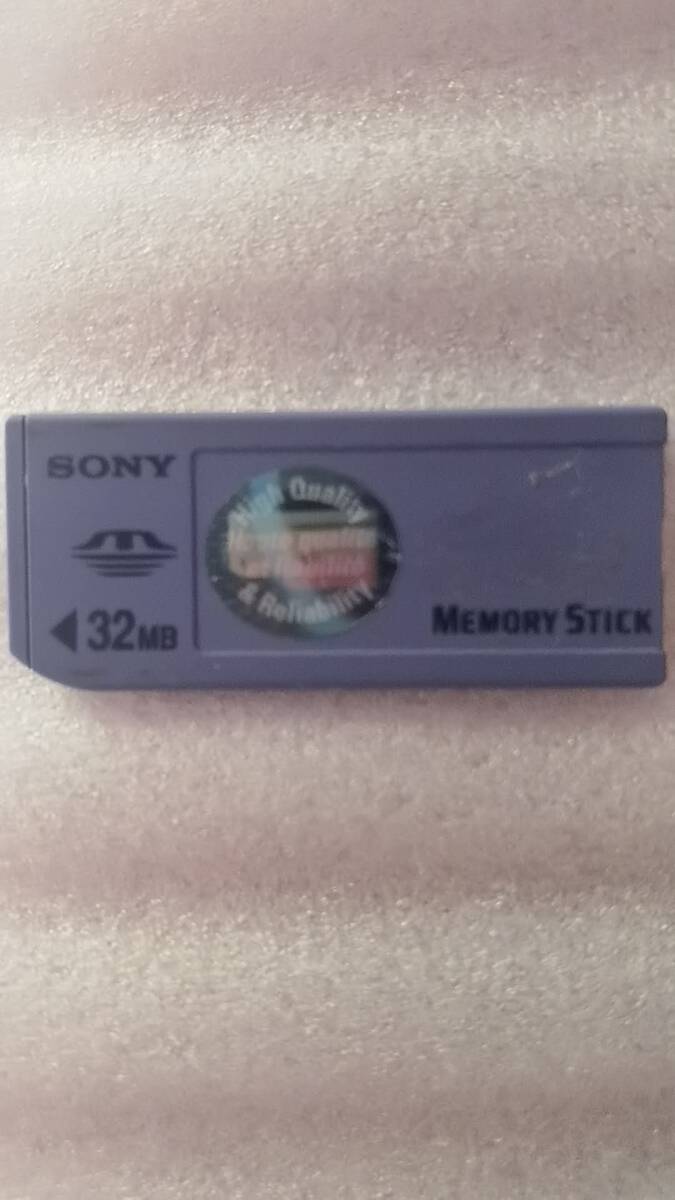 SONY
32MB
High Quality
& Reliability
MEMORY STICK